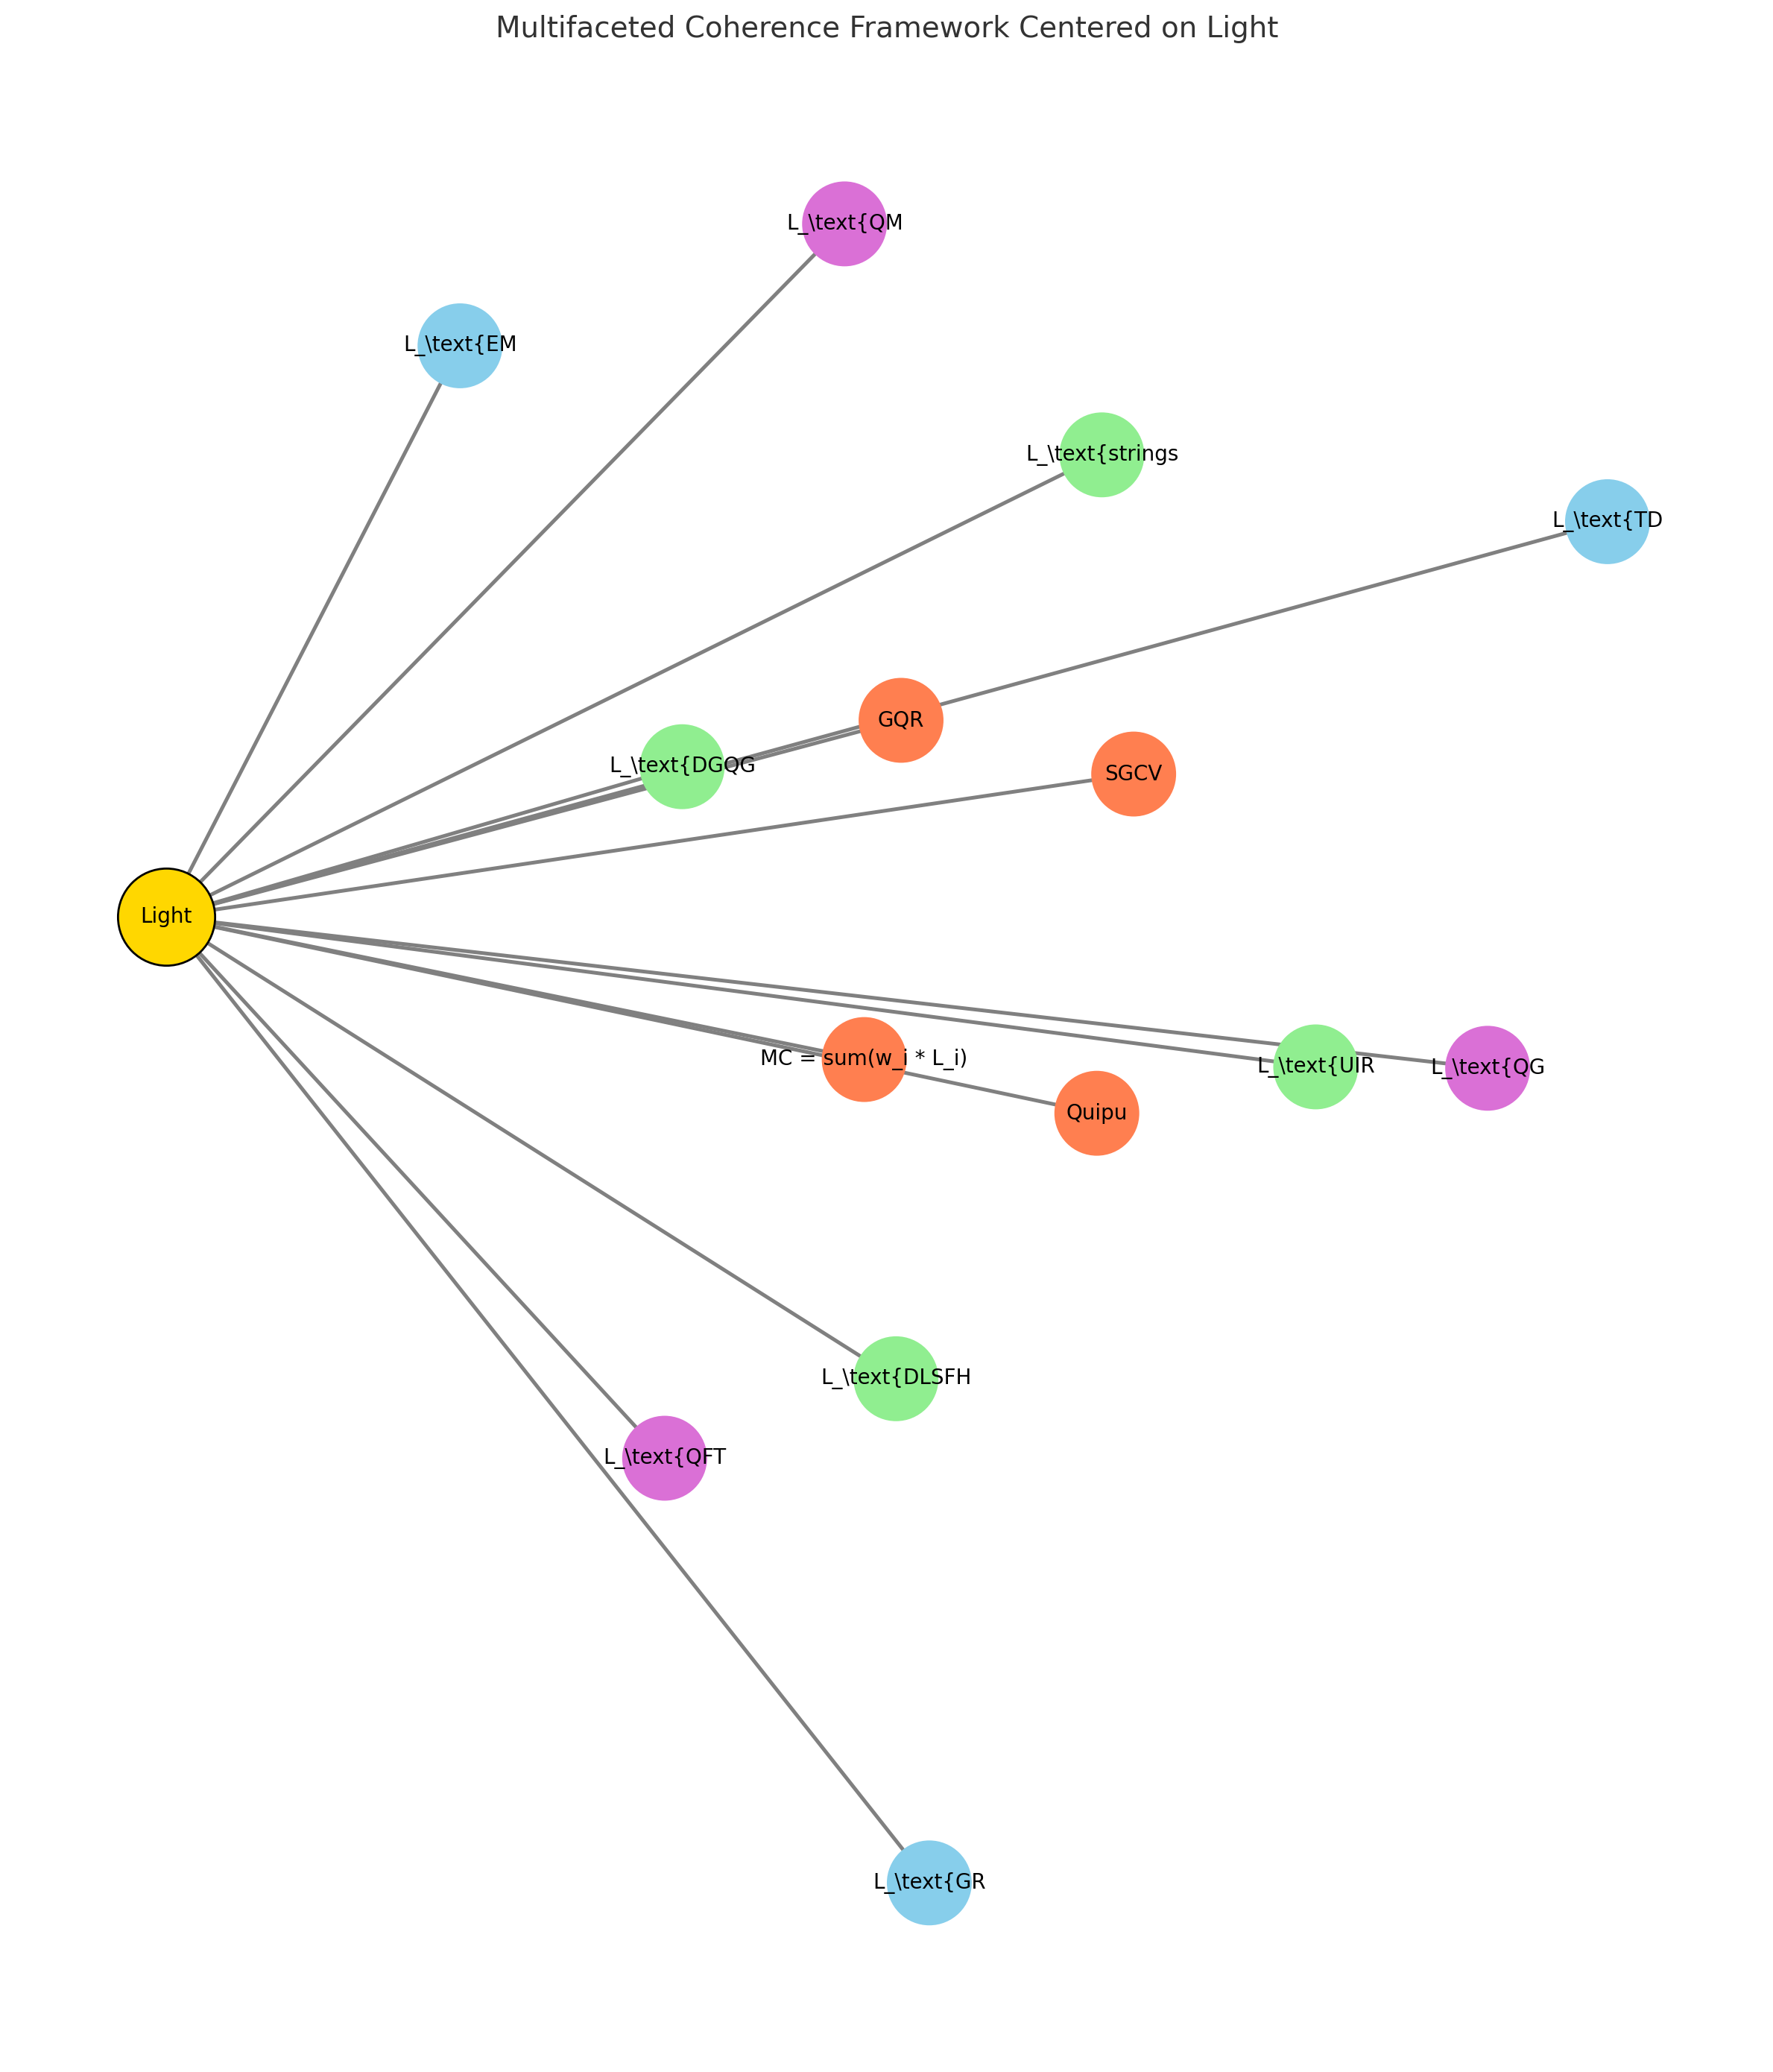 Multifaceted Coherence Framework Centered on Light
L_\text{QM
L_\text{EM
L_\text{strings
L_\text{TD
GQR
L_\text{DGQG
SGCV
Light
MC = sum(w_i * L_i)
L_\text{UIR
L_\text{QG
Quipu
L_\text{DLSFH
L_\text{QFT
L_\text{GR